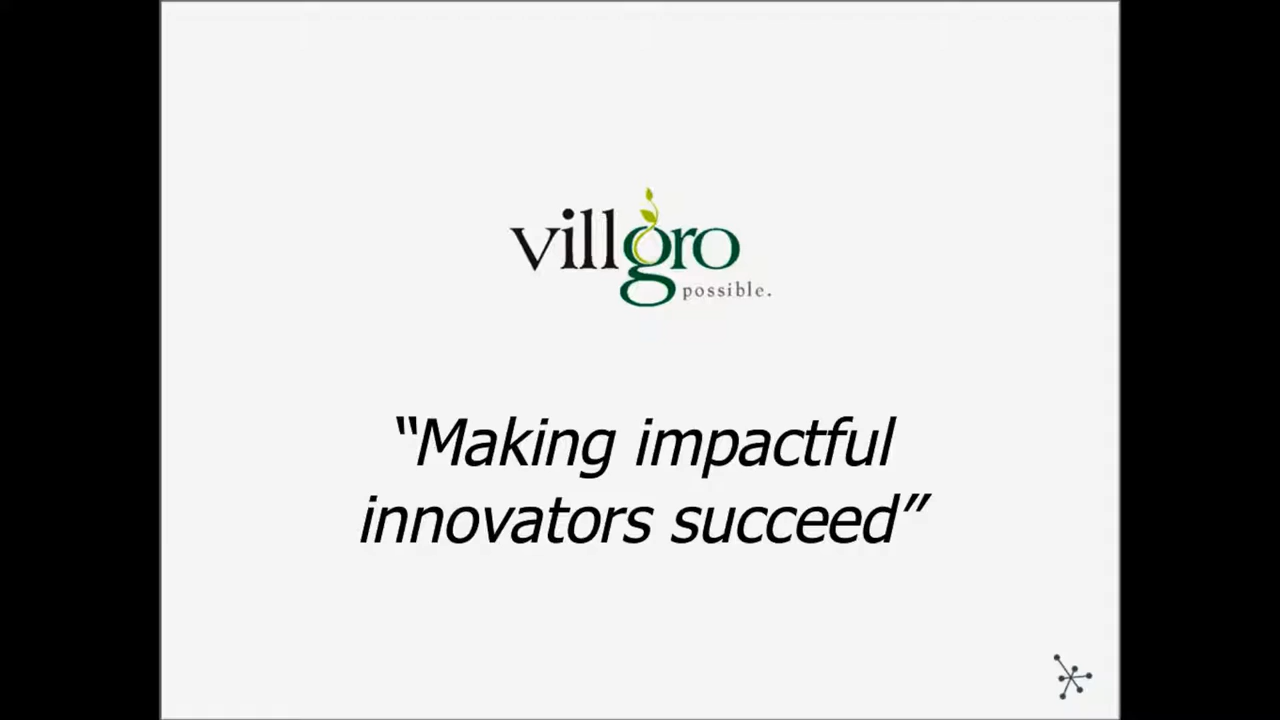 villgro
possible.
“Making impactful
innovators succeed”